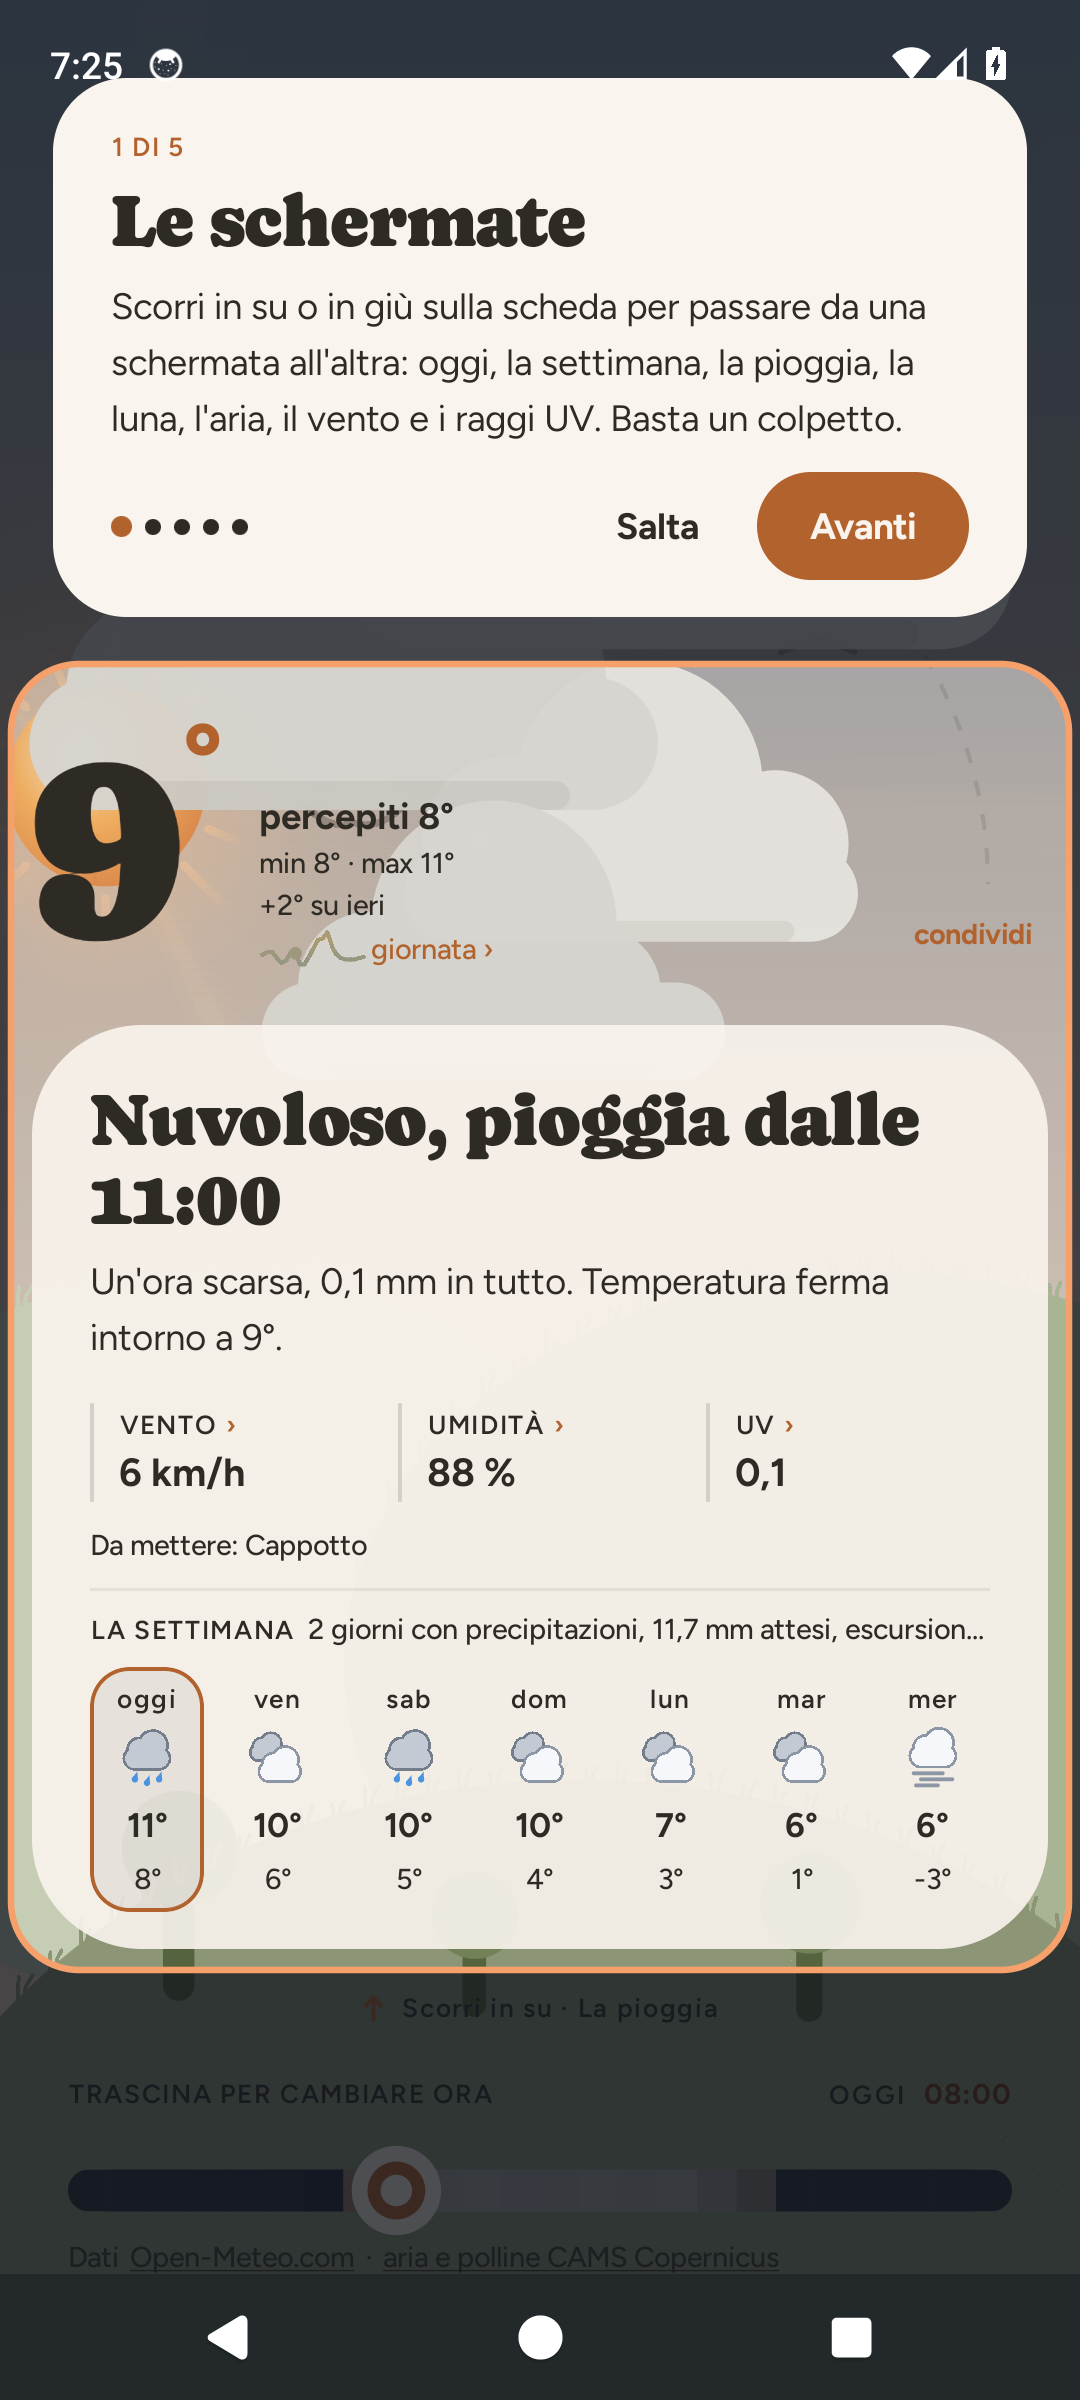 7:25
1 DI 5
Le schermate
Scorri in su o in giù sulla scheda per passare da una
schermata all'altra: oggi, la settimana, la pioggia, la
luna, l'aria, il vento e i raggi UV. Basta un colpetto.
Salta
Avanti
9°
percepiti 8°
min 8° · max 11°
+2° su ieri
giornata ›
condividi
Nuvoloso, pioggia dalle
11:00
Un'ora scarsa, 0,1 mm in tutto. Temperatura ferma
intorno a 9°.
VENTO › UMIDITÀ › UV ›
6 km/h 88 % 0,1
Da mettere: Cappotto
LA SETTIMANA 2 giorni con precipitazioni, 11,7 mm attesi, escursion...
oggi ven sab dom lun mar mer
11° 10° 10° 10° 7° 6° 6°
8° 6° 5° 4° 3° 1° -3°
↑ Scorri in su · La pioggia
TRASCINA PER CAMBIARE ORA OGGI 08:00
Dati Open-Meteo.com · aria e polline CAMS Copernicus